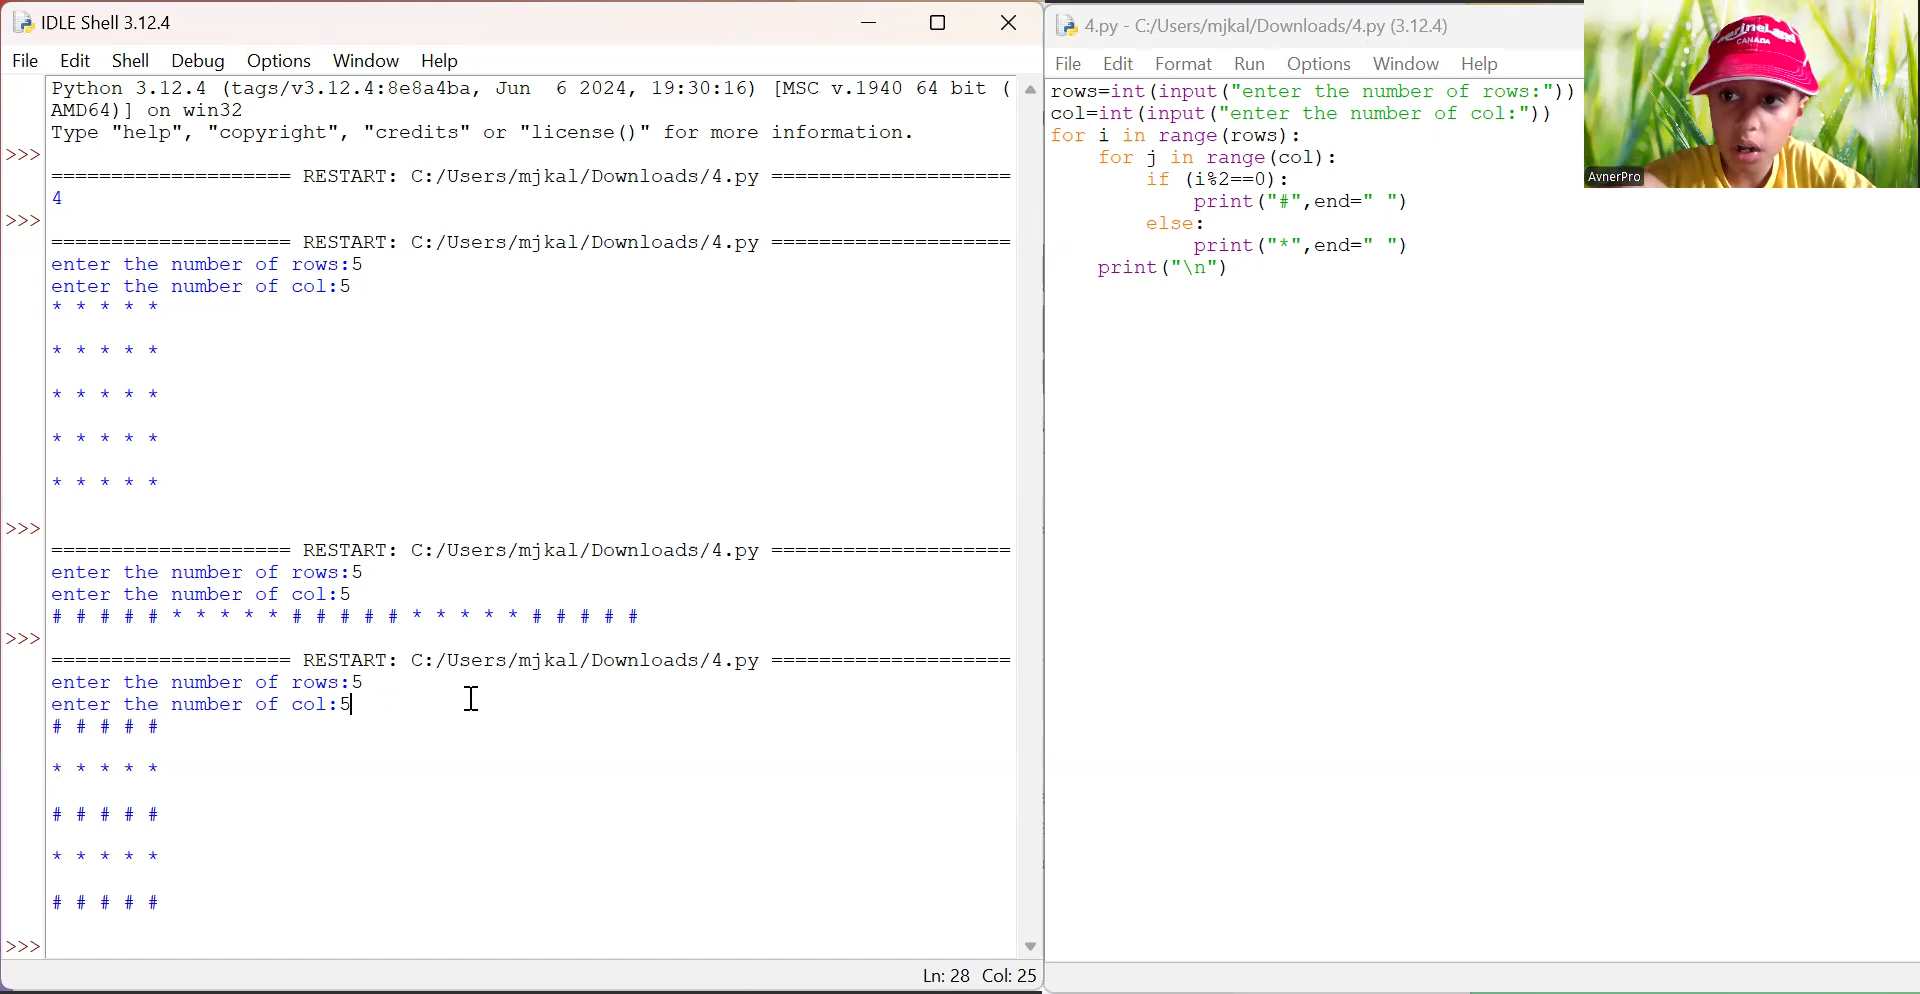 IDLE Shell 3.12.4
File Edit Shell Debug Options Window Help
Python 3.12.4 (tags/v3.12.4:8e8a4ba, Jun  6 2024, 19:30:16) [MSC v.1940 64 bit (
AMD64)] on win32
Type "help", "copyright", "credits" or "license()" for more information.
>>>
==================== RESTART: C:/Users/mjkal/Downloads/4.py ====================
4
>>>
==================== RESTART: C:/Users/mjkal/Downloads/4.py ====================
enter the number of rows:5
enter the number of col:5
* * * * *
* * * * *
* * * * *
* * * * *
* * * * *
>>>
==================== RESTART: C:/Users/mjkal/Downloads/4.py ====================
enter the number of rows:5
enter the number of col:5
# # # # # * * * * * # # # # # * * * * * # # # # #
>>>
==================== RESTART: C:/Users/mjkal/Downloads/4.py ====================
enter the number of rows:5
enter the number of col:5
# # # # #
* * * * *
# # # # #
* * * * *
# # # # #
>>>
Ln: 28 Col: 25
4.py - C:/Users/mjkal/Downloads/4.py (3.12.4)
File Edit Format Run Options Window Help
rows=int(input("enter the number of rows:"))
col=int(input("enter the number of col:"))
for i in range(rows):
    for j in range(col):
        if (i%2==0):
            print("#",end=" ")
        else:
            print("*",end=" ")
    print("\n")
CANADA
AvnerPro